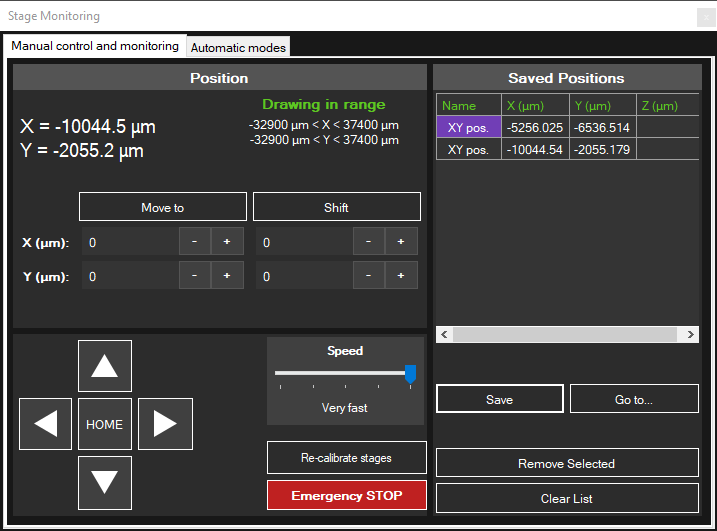 Stage Monitoring
x
Manual control and monitoring
Automatic modes
Position
Drawing in range
X = -10044.5 µm
Y = -2055.2 µm
-32900 µm < X < 37400 µm
-32900 µm < Y < 37400 µm
Move to
Shift
X (µm): 0 - + 0 - +
Y (µm): 0 - + 0 - +
HOME
Speed
Very fast
Re-calibrate stages
Emergency STOP
Saved Positions
Name X (µm) Y (µm) Z (µm)
XY pos. -5256.025 -6536.514
XY pos. -10044.54 -2055.179
Save
Go to...
Remove Selected
Clear List